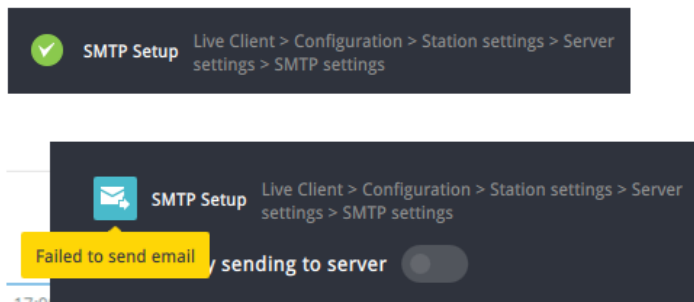 SMTP Setup Live Client > Configuration > Station settings > Server
settings > SMTP settings
SMTP Setup Live Client > Configuration > Station settings > Server
settings > SMTP settings
Failed to send email
sending to server